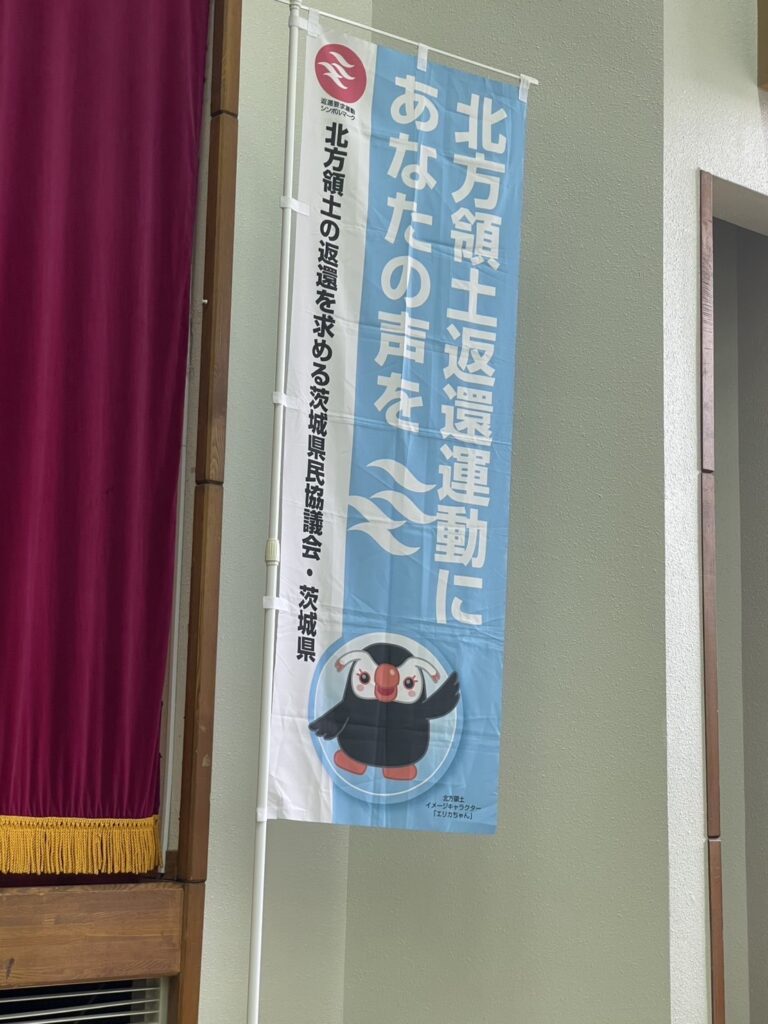 北方領土返還運動に
あなたの声を
返還要求運動
シンボルマーク
北方領土の返還を求める茨城県民協議会・茨城県
北方領土
イメージキャラクター
「エリカちゃん」